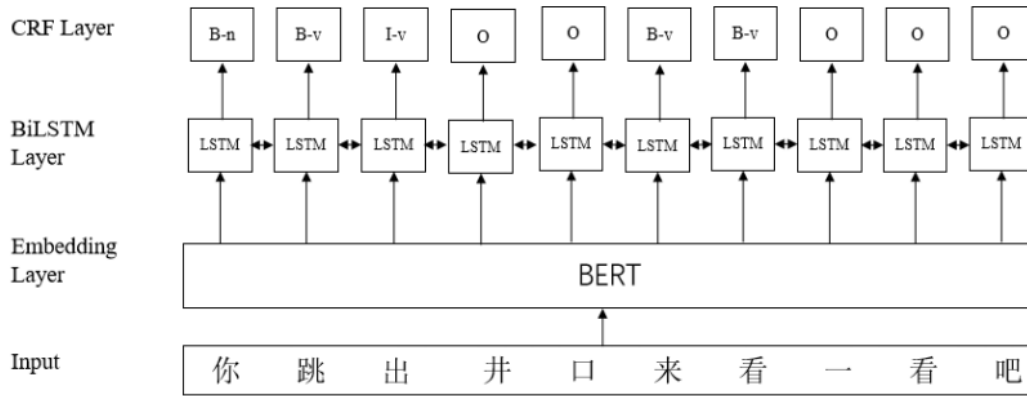 CRF Layer B-n B-v I-v O O B-v B-v O O O
BiLSTM
Layer
LSTM LSTM LSTM LSTM LSTM LSTM LSTM LSTM LSTM LSTM
Embedding
Layer
BERT
Input 你 跳 出 井 口 来 看 一 看 吧